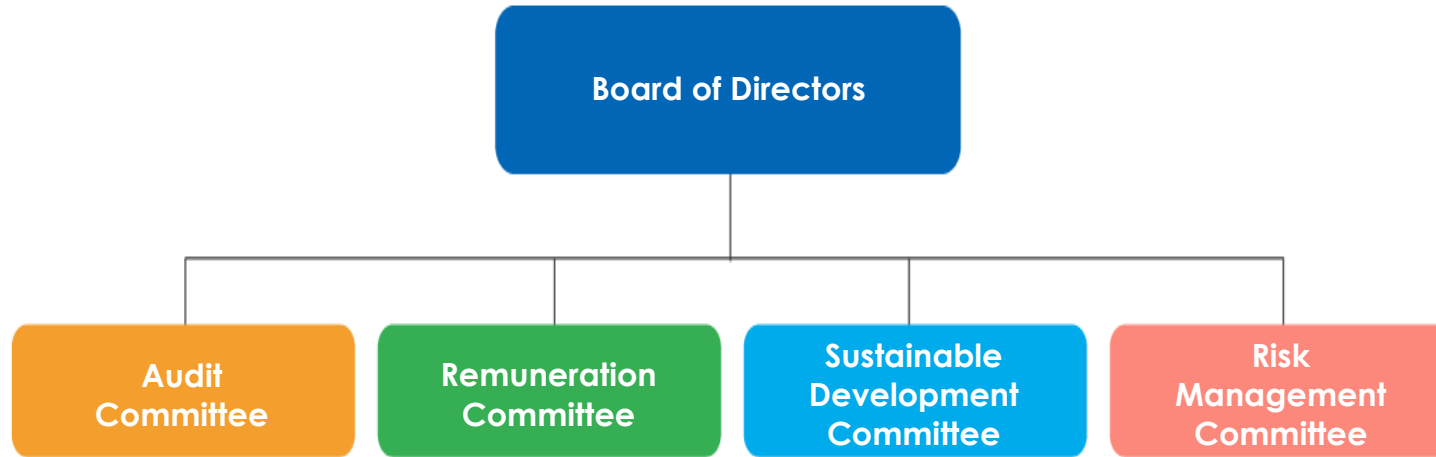 Board of Directors
Audit
Committee
Remuneration
Committee
Sustainable
Development
Committee
Risk
Management
Committee